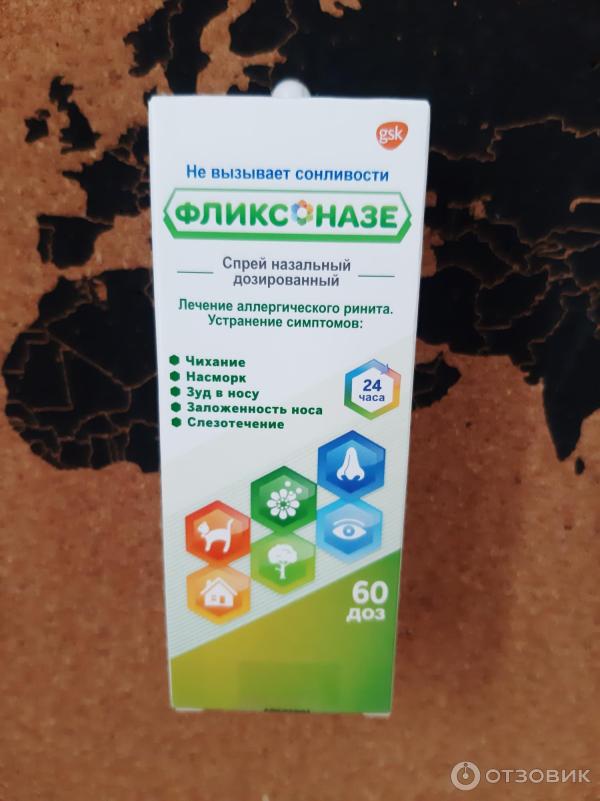 gsk
Не вызывает сонливости
ФЛИКСОНАЗЕ
Спрей назальный
дозированный
Лечение аллергического ринита.
Устранение симптомов:
Чихание
Насморк
Зуд в носу
Заложенность носа
Слезотечение
24
часа
60
доз
ОТЗОВИК